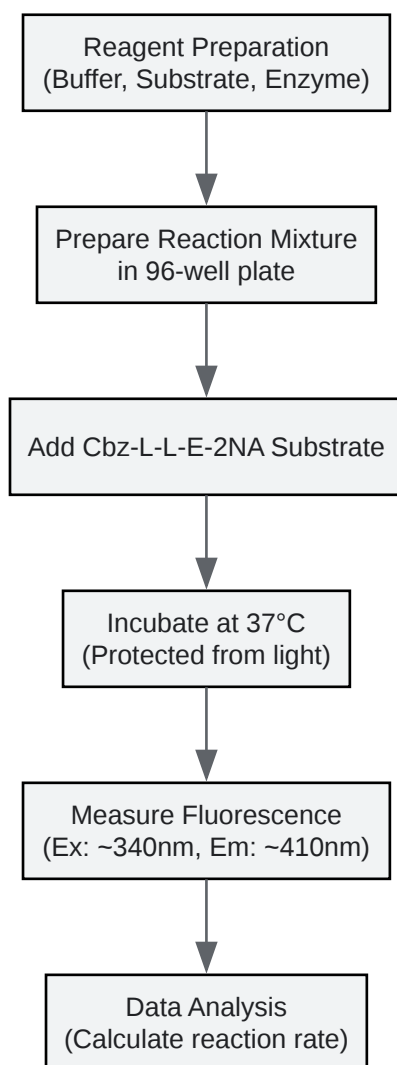 Reagent Preparation
(Buffer, Substrate, Enzyme)
Prepare Reaction Mixture
in 96-well plate
Add Cbz-L-L-E-2NA Substrate
Incubate at 37°C
(Protected from light)
Measure Fluorescence
(Ex: ~340nm, Em: ~410nm)
Data Analysis
(Calculate reaction rate)